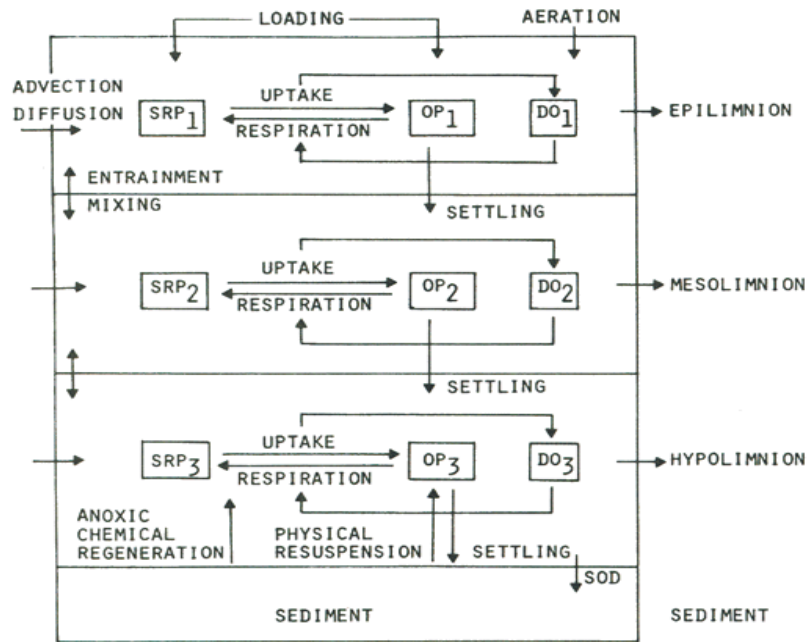 LOADING
AERATION
ADVECTION
DIFFUSION
SRP1
UPTAKE
RESPIRATION
OP1
DO1
EPILIMNION
ENTRAINMENT
MIXING
SETTLING
SRP2
UPTAKE
RESPIRATION
OP2
DO2
MESOLIMNION
SETTLING
SRP3
UPTAKE
RESPIRATION
OP3
DO3
HYPOLIMNION
ANOXIC
CHEMICAL
REGENERATION
PHYSICAL
RESUSPENSION
SETTLING
SOD
SEDIMENT
SEDIMENT